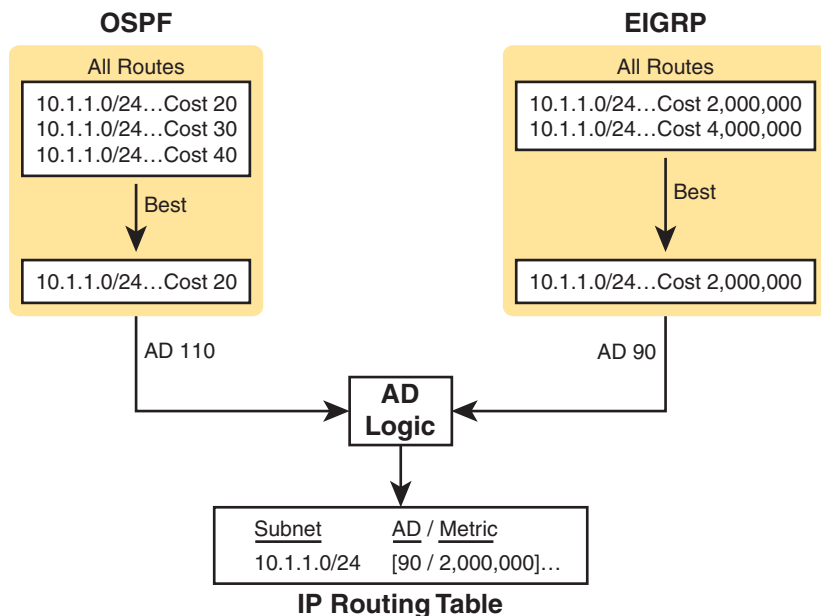 OSPF
All Routes
10.1.1.0/24…Cost 20
10.1.1.0/24…Cost 30
10.1.1.0/24…Cost 40
Best
10.1.1.0/24…Cost 20
AD 110
EIGRP
All Routes
10.1.1.0/24…Cost 2,000,000
10.1.1.0/24…Cost 4,000,000
Best
10.1.1.0/24…Cost 2,000,000
AD 90
AD
Logic
Subnet AD / Metric
10.1.1.0/24 [90 / 2,000,000]…
IP Routing Table